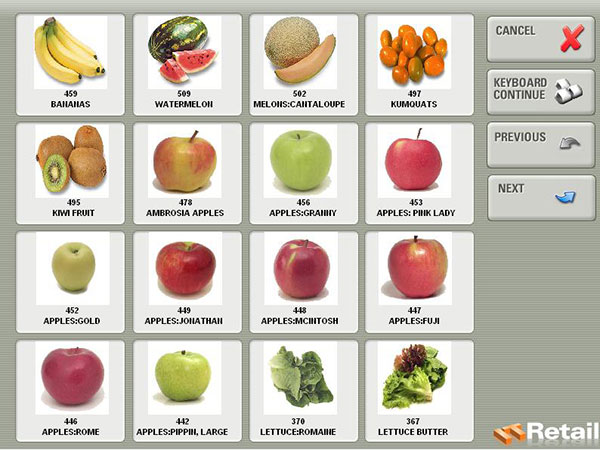 459
BANANAS
509
WATERMELON
502
MELONS:CANTALOUPE
497
KUMQUATS
495
KIWI FRUIT
478
AMBROSIA APPLES
456
APPLES:GRANNY
453
APPLES: PINK LADY
452
APPLES:GOLD
449
APPLES:JONATHAN
448
APPLES:MCINTOSH
447
APPLES:FUJI
446
APPLES:ROME
442
APPLES:PIPPIN, LARGE
370
LETTUCE:ROMAINE
367
LETTUCE BUTTER
CANCEL
KEYBOARD
CONTINUE
PREVIOUS
NEXT
Retail